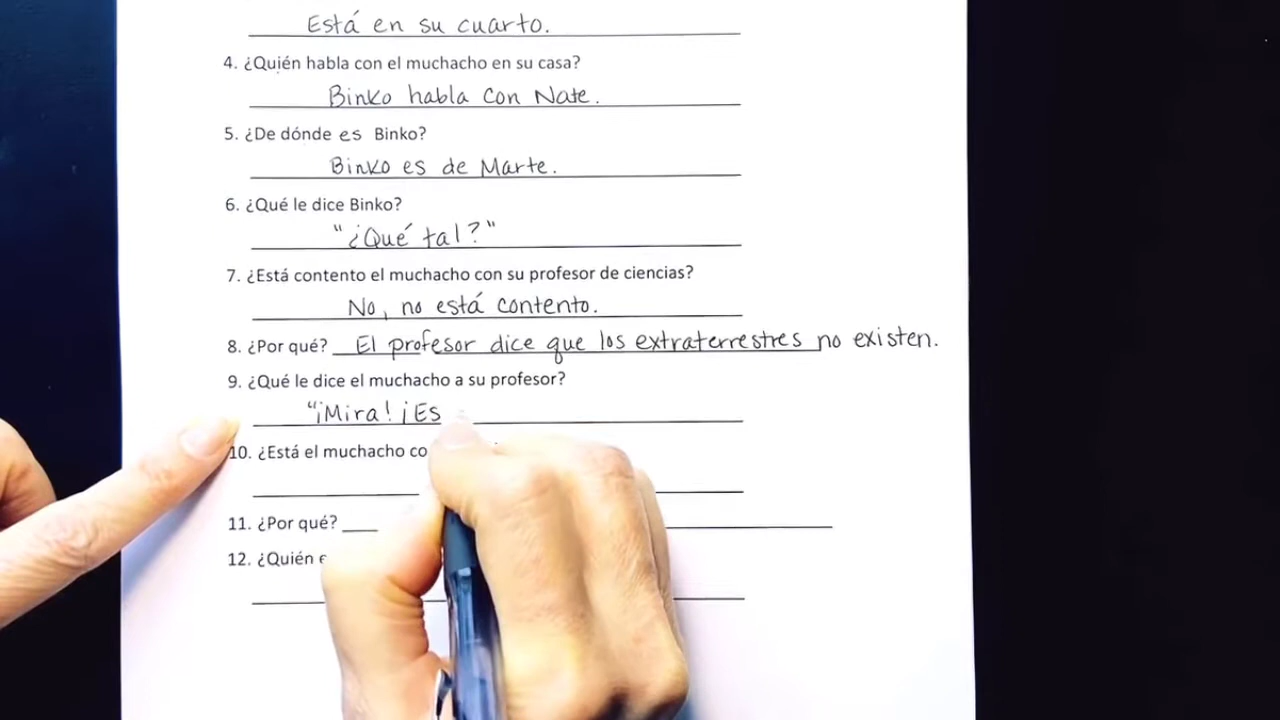 Está en su cuarto.
4. ¿Quién habla con el muchacho en su casa?
Binko habla con Nate.
5. ¿De dónde es Binko?
Binko es de Marte.
6. ¿Qué le dice Binko?
"¿Qué tal?"
7. ¿Está contento el muchacho con su profesor de ciencias?
No, no está contento.
8. ¿Por qué? El profesor dice que los extraterrestres no existen.
9. ¿Qué le dice el muchacho a su profesor?
"¡Mira! ¡Es
10. ¿Está el muchacho
11. ¿Por qué?
12. ¿Quién